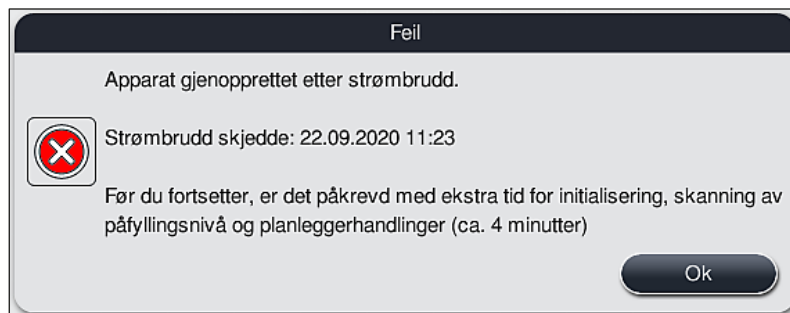 Feil
Apparat gjenopprettet etter strømbrudd.
Strømbrudd skjedde: 22.09.2020 11:23
Før du fortsetter, er det påkrevd med ekstra tid for initialisering, skanning av
påfyllingsnivå og planleggerhandlinger (ca. 4 minutter)
Ok